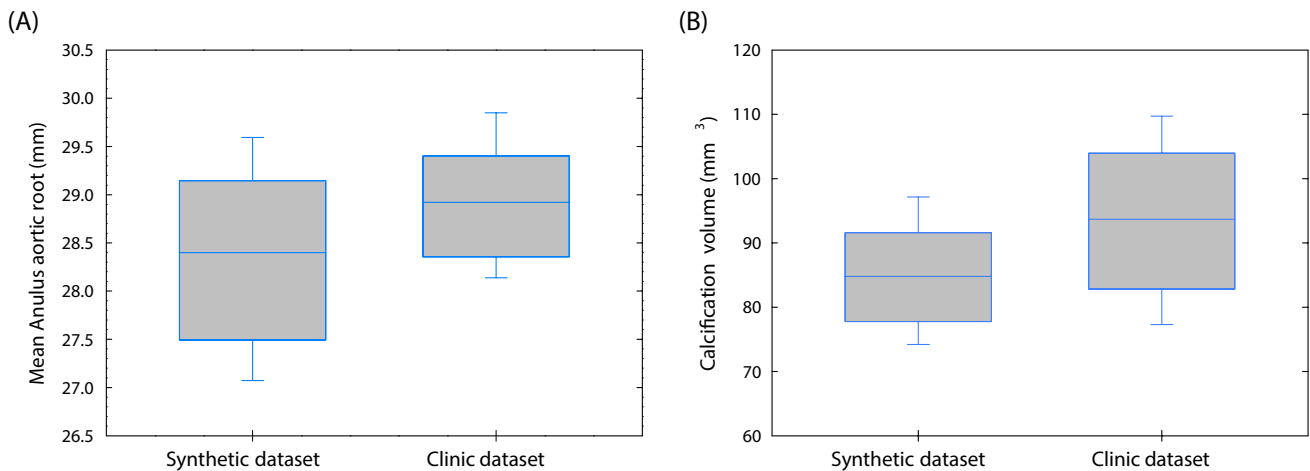 (A)
Mean Anulus aortic root (mm)
30.5
30.0
29.5
29.0
28.5
28.0
27.5
27.0
26.5
Synthetic dataset
Clinic dataset
(B)
Calcification volume (mm 3)
120
110
100
90
80
70
60
Synthetic dataset
Clinic dataset